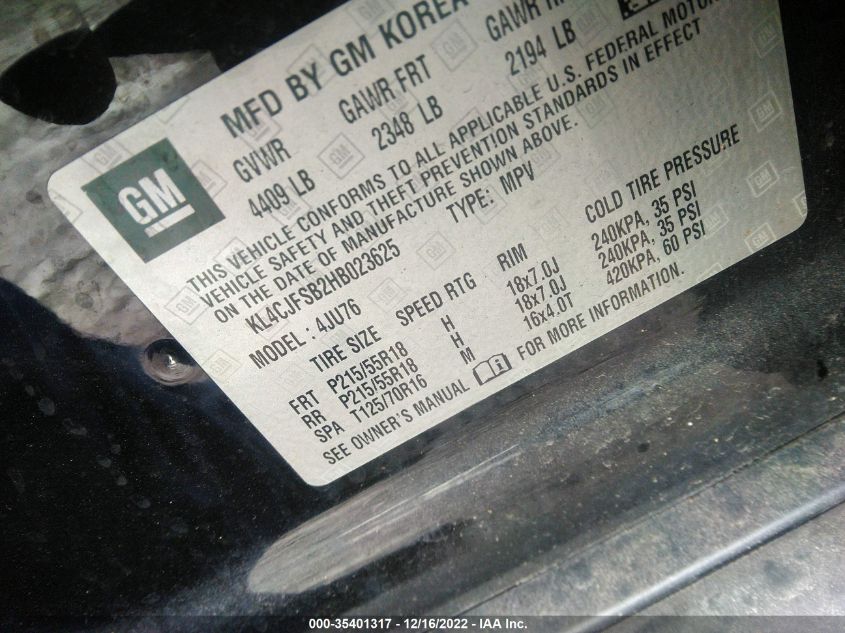 GM
MFD BY GM KOREA
GVWR GAWR FRT GAWR
4409 LB 2348 LB 2194 LB
THIS VEHICLE CONFORMS TO ALL APPLICABLE U.S. FEDERAL MOTOR
VEHICLE SAFETY AND THEFT PREVENTION STANDARDS IN EFFECT
ON THE DATE OF MANUFACTURE SHOWN ABOVE.
KL4CJFSB2HB023625 TYPE: MPV
MODEL : 4JU76
TIRE SIZE SPEED RTG RIM COLD TIRE PRESSURE
FRT P215/55R18 H 18x7.0J 240KPA, 35 PSI
RR P215/55R18 H 18x7.0J 240KPA, 35 PSI
SPA T125/70R16 M 16x4.0T 420KPA, 60 PSI
SEE OWNER'S MANUAL FOR MORE INFORMATION.
000-35401317 - 12/16/2022 - IAA Inc.